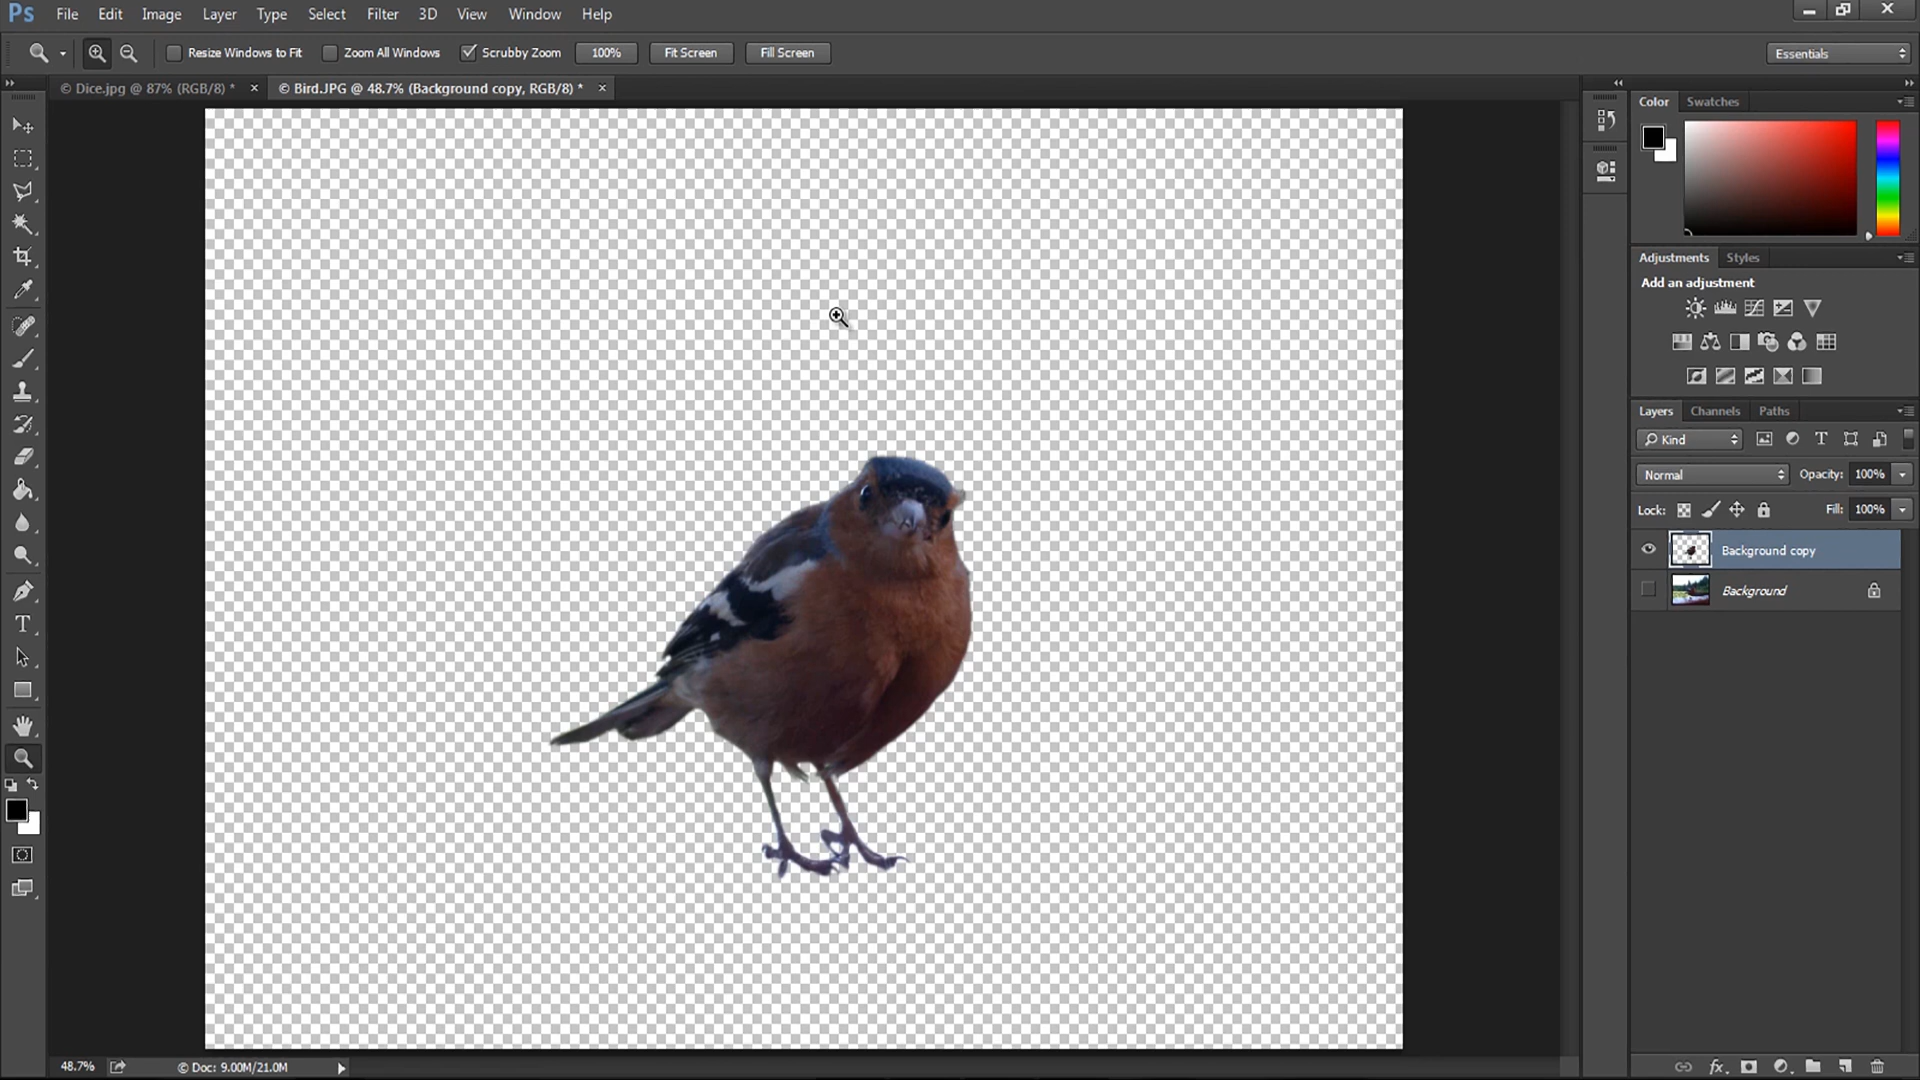 Ps File Edit Image Layer Type Select Filter 3D View Window Help
Resize Windows to Fit Zoom All Windows Scrubby Zoom 100% Fit Screen Fill Screen Essentials
© Dice.jpg @ 87% (RGB/8) * × © Bird.JPG @ 48.7% (Background copy, RGB/8) * ×
Color Swatches
Adjustments Styles
Add an adjustment
Layers Channels Paths
Kind
Normal Opacity: 100%
Lock: Fill: 100%
Background copy
Background
48.7% © Doc: 9.00M/21.0M